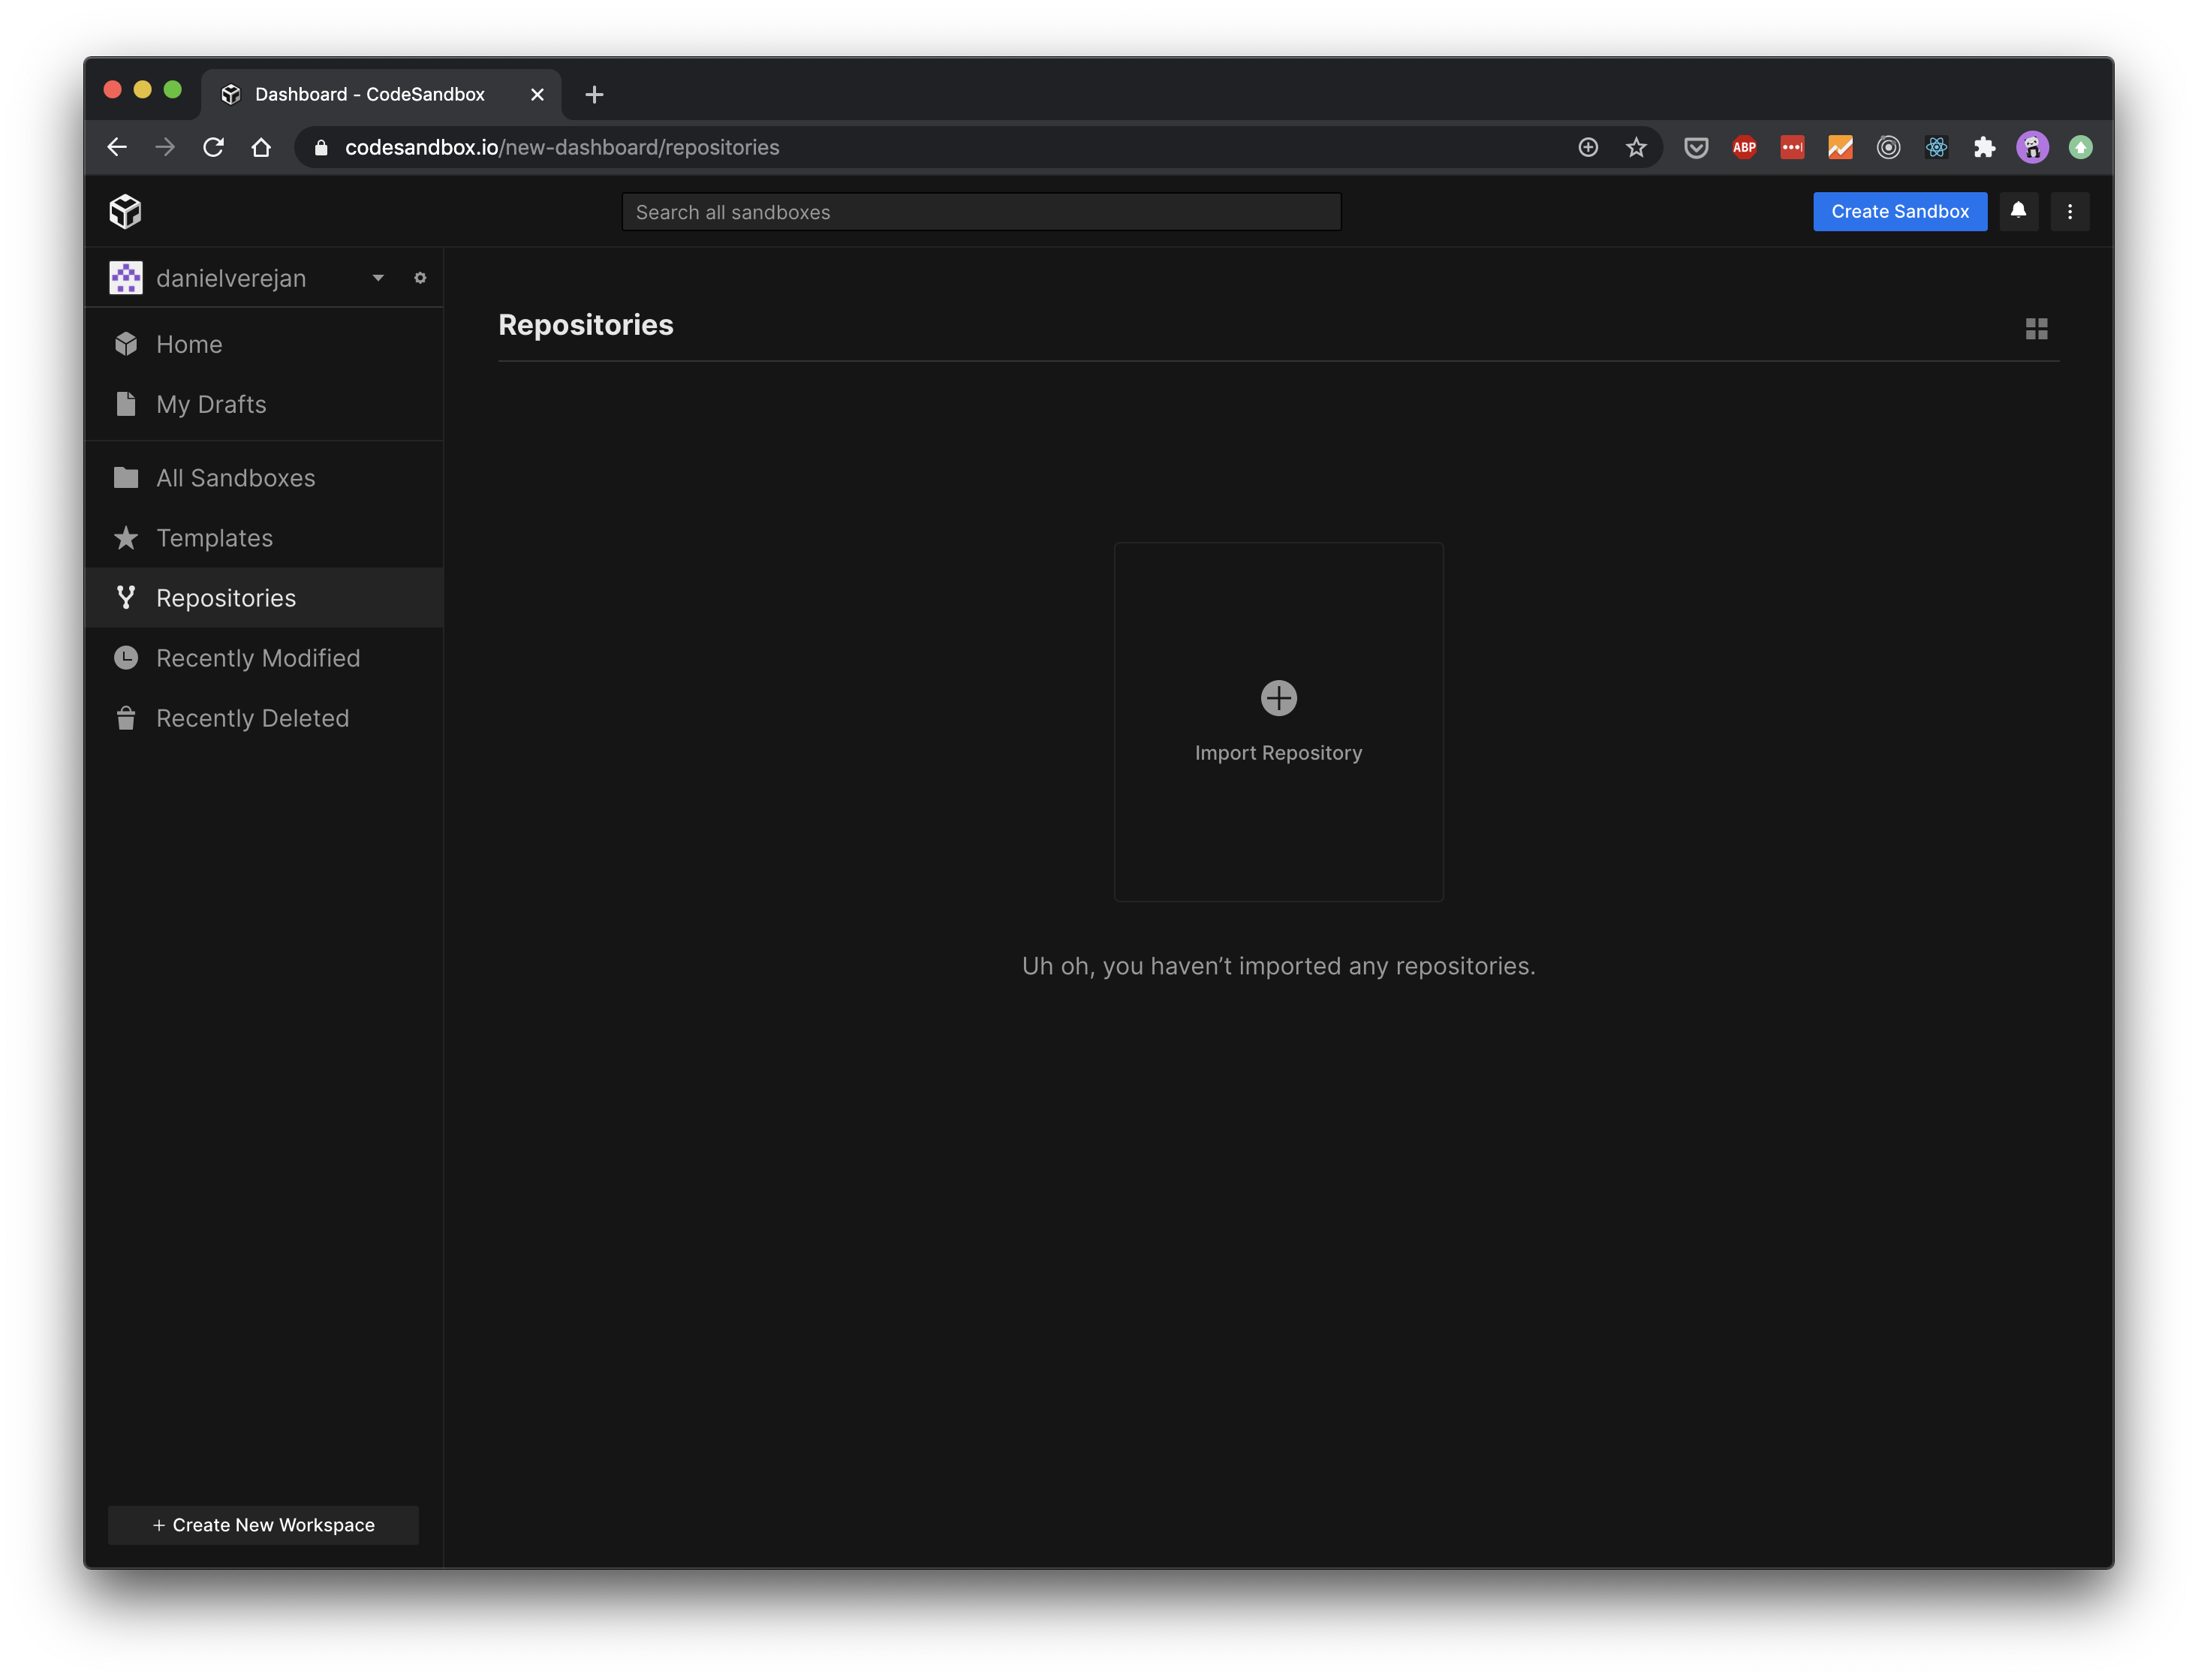 Dashboard - CodeSandbox
codesandbox.io/new-dashboard/repositories
ABP
Search all sandboxes
Create Sandbox
danielverejan
Home
My Drafts
All Sandboxes
Templates
Repositories
Recently Modified
Recently Deleted
+ Create New Workspace
Repositories
Import Repository
Uh oh, you haven’t imported any repositories.